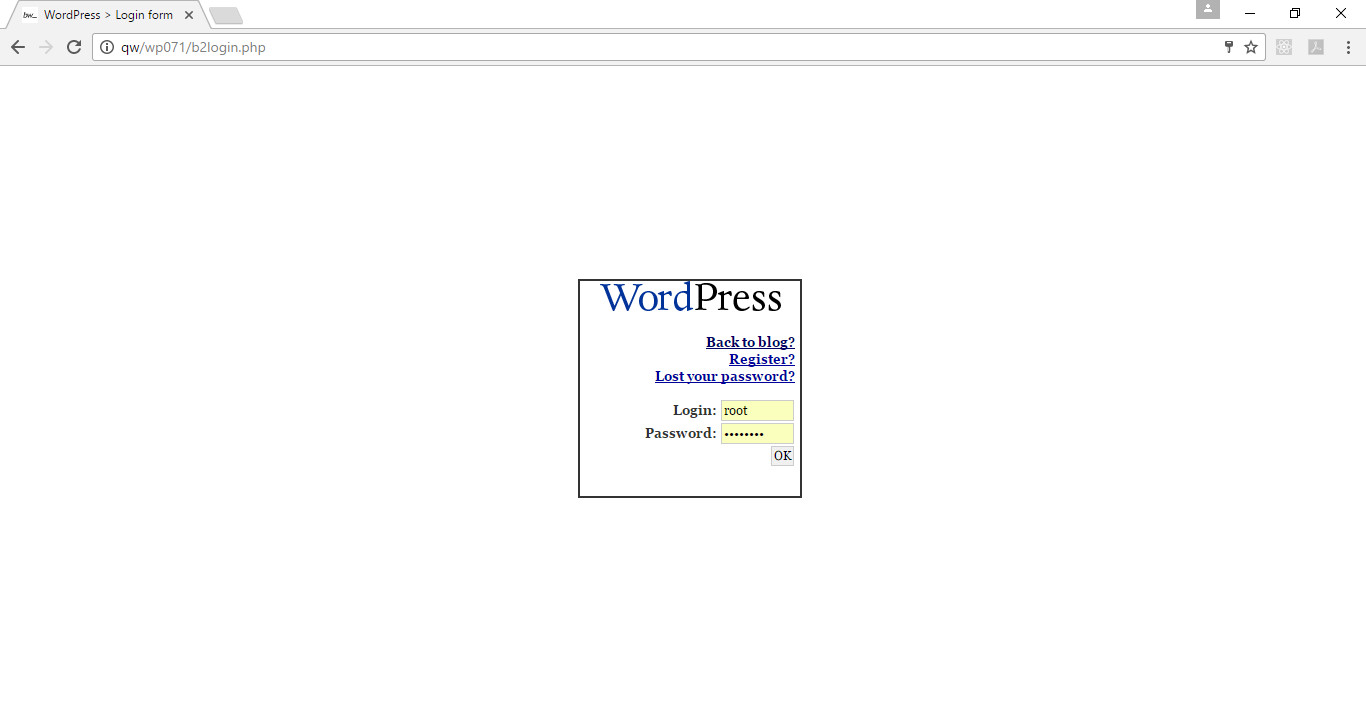 WordPress > Login form
qw/wp071/b2login.php
WordPress
Back to blog?
Register?
Lost your password?
Login: root
Password: ••••••••
OK